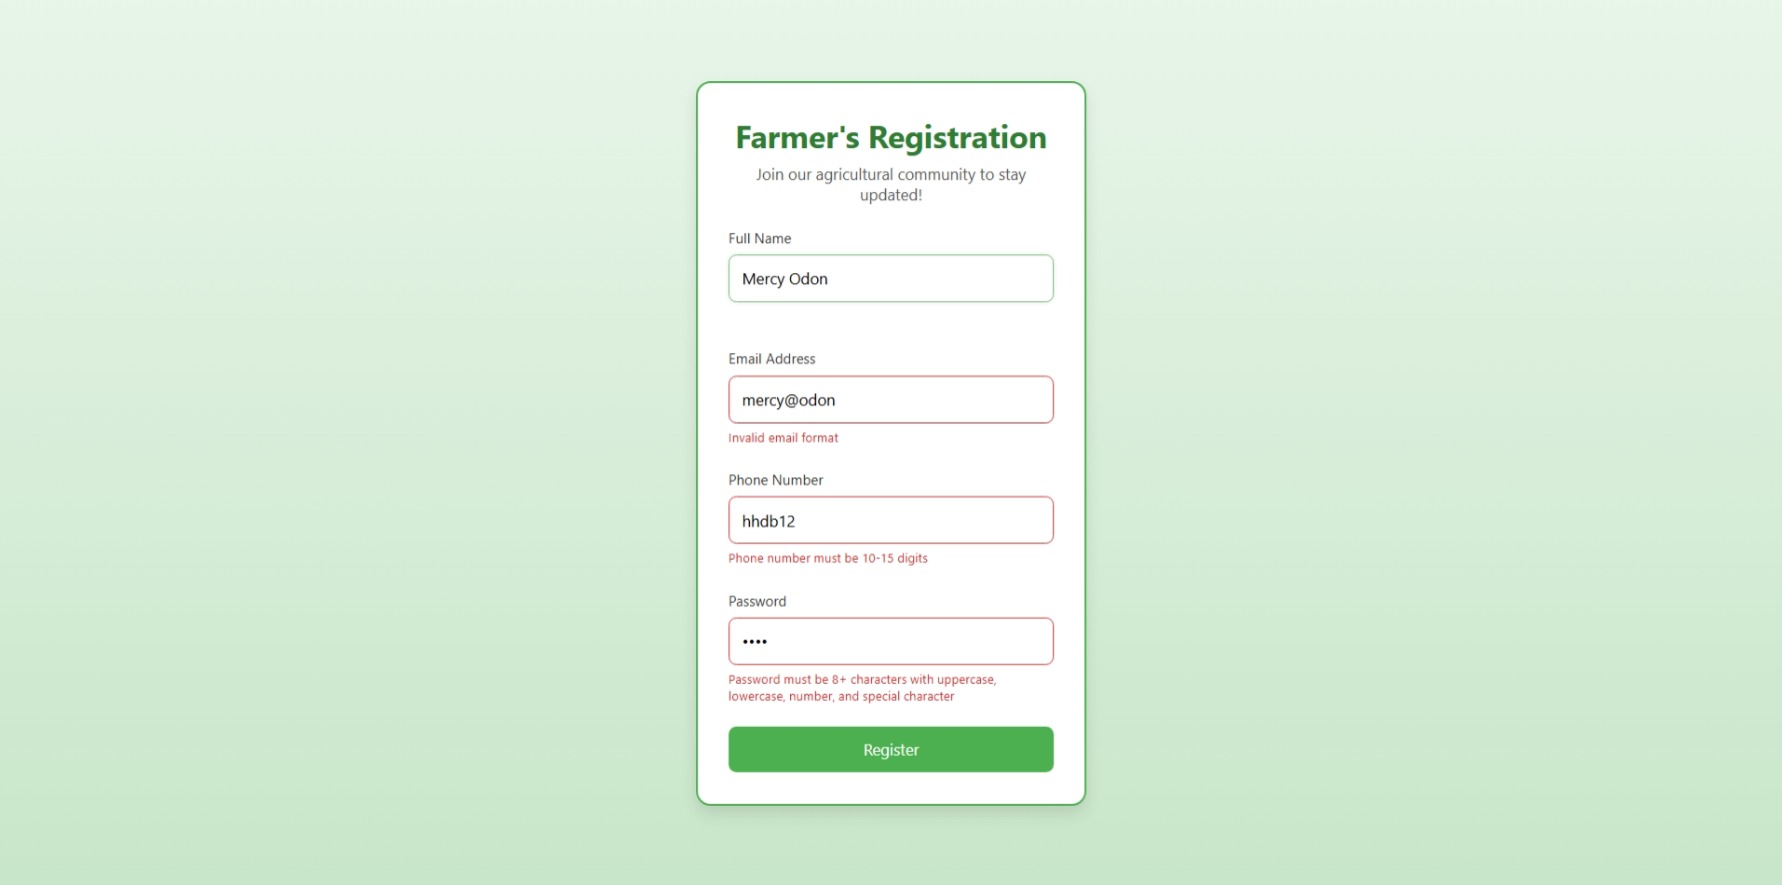 Farmer's Registration
Join our agricultural community to stay
updated!
Full Name
Mercy Odon
Email Address
mercy@odon
Invalid email format
Phone Number
hhdb12
Phone number must be 10-15 digits
Password
••••
Password must be 8+ characters with uppercase,
lowercase, number, and special character
Register